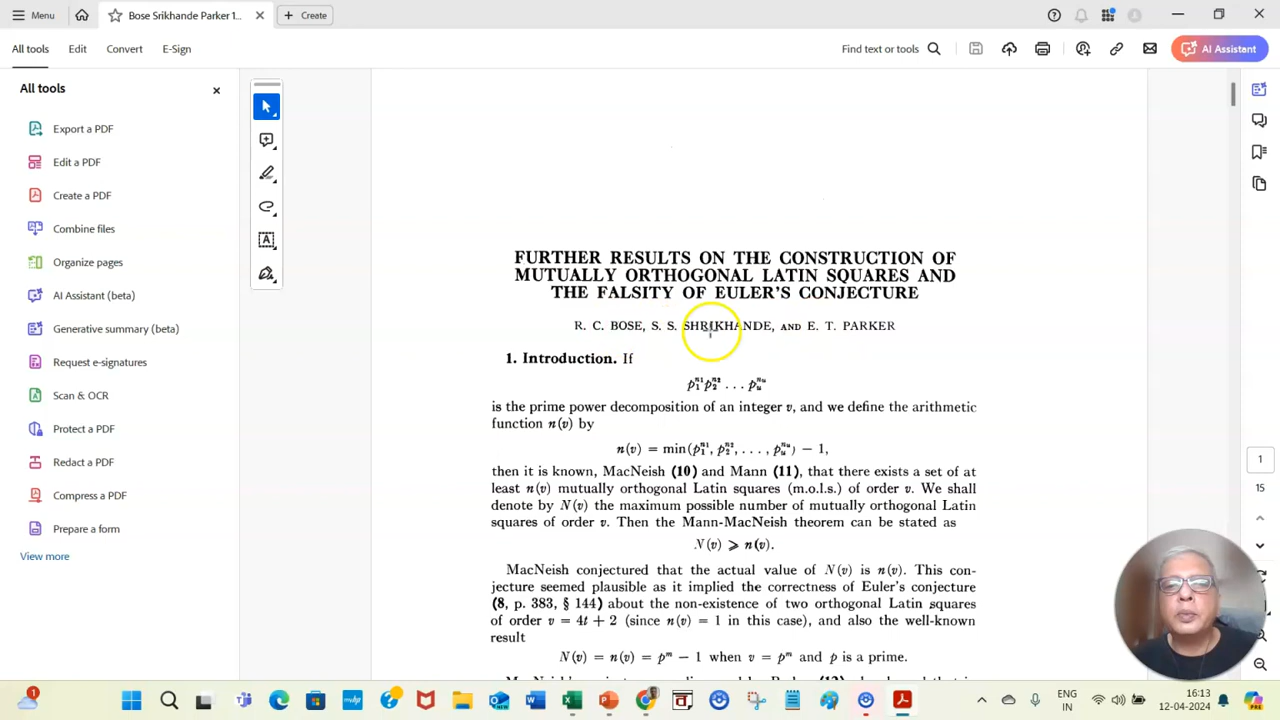 Menu
Bose Srikhande Parker 1...
Create
All tools
Edit
Convert
E-Sign
Find text or tools
AI Assistant
All tools
Export a PDF
Edit a PDF
Create a PDF
Combine files
Organize pages
AI Assistant (beta)
Generative summary (beta)
Request e-signatures
Scan & OCR
Protect a PDF
Redact a PDF
Compress a PDF
Prepare a form
View more
FURTHER RESULTS ON THE CONSTRUCTION OF
MUTUALLY ORTHOGONAL LATIN SQUARES AND
THE FALSITY OF EULER'S CONJECTURE
R. C. BOSE, S. S. SHRIKHANDE, AND E. T. PARKER
1. Introduction. If
p₁ⁿ¹p₂ⁿ² . . . pᵤⁿᵘ
is the prime power decomposition of an integer v, and we define the arithmetic
function n(v) by
n(v) = min(p₁ⁿ¹, p₂ⁿ², . . . , pᵤⁿᵘ) − 1,
then it is known, MacNeish (10) and Mann (11), that there exists a set of at
least n(v) mutually orthogonal Latin squares (m.o.l.s.) of order v. We shall
denote by N(v) the maximum possible number of mutually orthogonal Latin
squares of order v. Then the Mann-MacNeish theorem can be stated as
N(v) ⩾ n(v).
MacNeish conjectured that the actual value of N(v) is n(v). This con-
jecture seemed plausible as it implied the correctness of Euler's conjecture
(8, p. 383, § 144) about the non-existence of two orthogonal Latin squares
of order v = 4t + 2 (since n(v) = 1 in this case), and also the well-known
result
N(v) = n(v) = pᵐ − 1 when v = pᵐ and p is a prime.
1
15
1
ENG
IN
16:13
12-04-2024